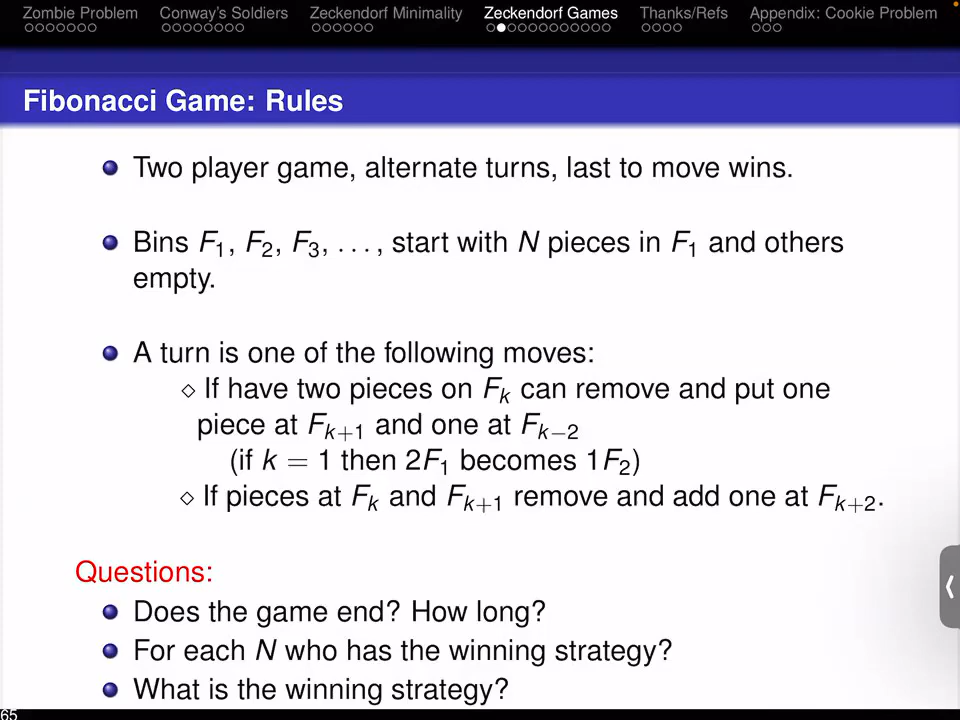 Zombie Problem Conway's Soldiers Zeckendorf Minimality Zeckendorf Games Thanks/Refs Appendix: Cookie Problem
Fibonacci Game: Rules
Two player game, alternate turns, last to move wins.
Bins F₁, F₂, F₃, . . . , start with N pieces in F₁ and others
empty.
A turn is one of the following moves:
⋄ If have two pieces on Fₖ can remove and put one
piece at Fₖ₊₁ and one at Fₖ₋₂
(if k = 1 then 2F₁ becomes 1F₂)
⋄ If pieces at Fₖ and Fₖ₊₁ remove and add one at Fₖ₊₂.
Questions:
Does the game end? How long?
For each N who has the winning strategy?
What is the winning strategy?
65